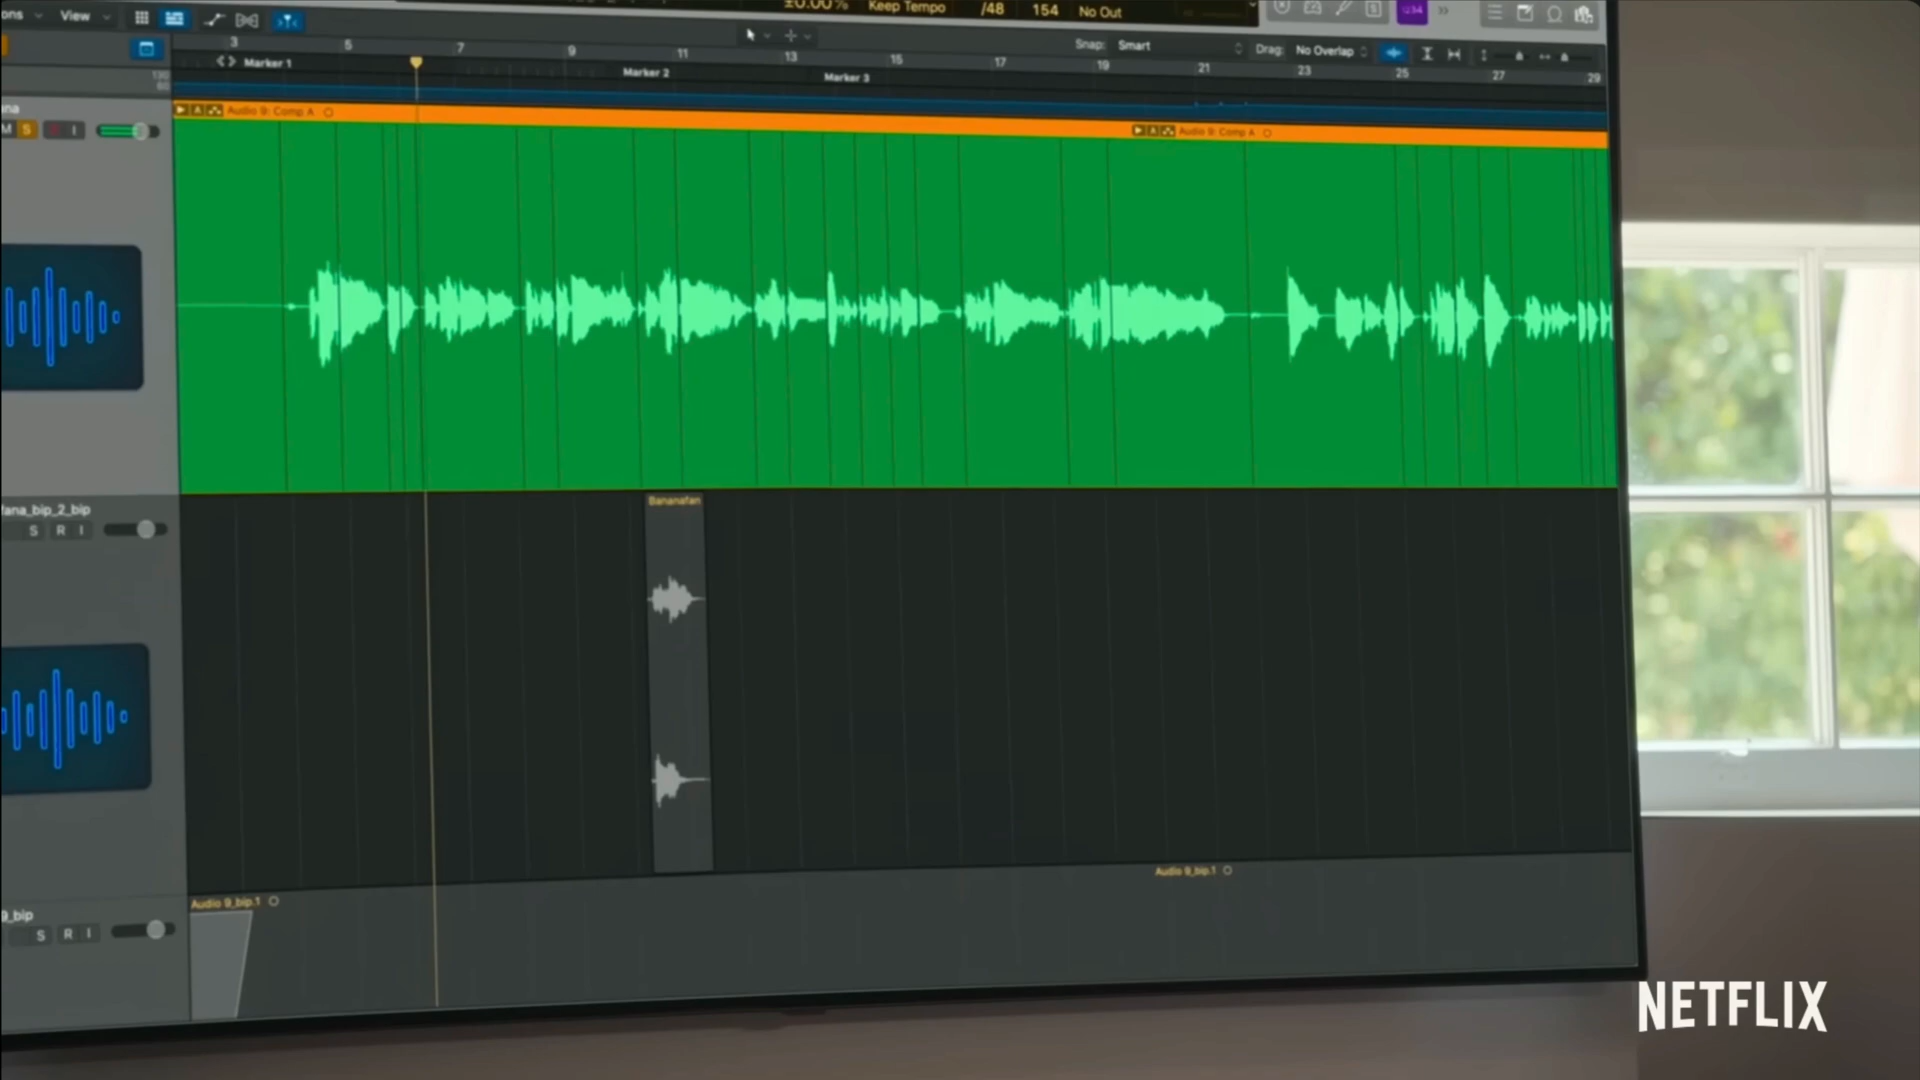 ons View
±0.00% Keep Tempo /48 154 No Out
Snap: Smart Drag: No Overlap
3 5 7 9 11 13 15 17 19 21 23 25 27 29
Marker 1 Marker 2 Marker 3
Audio 9: Comp A
Audio 9: Comp A
M S I
fana_bip_2_bip
S R I
Bananafan
Audio 9_bip.1
Audio 9_bip.1
9_bip
S R I
NETFLIX